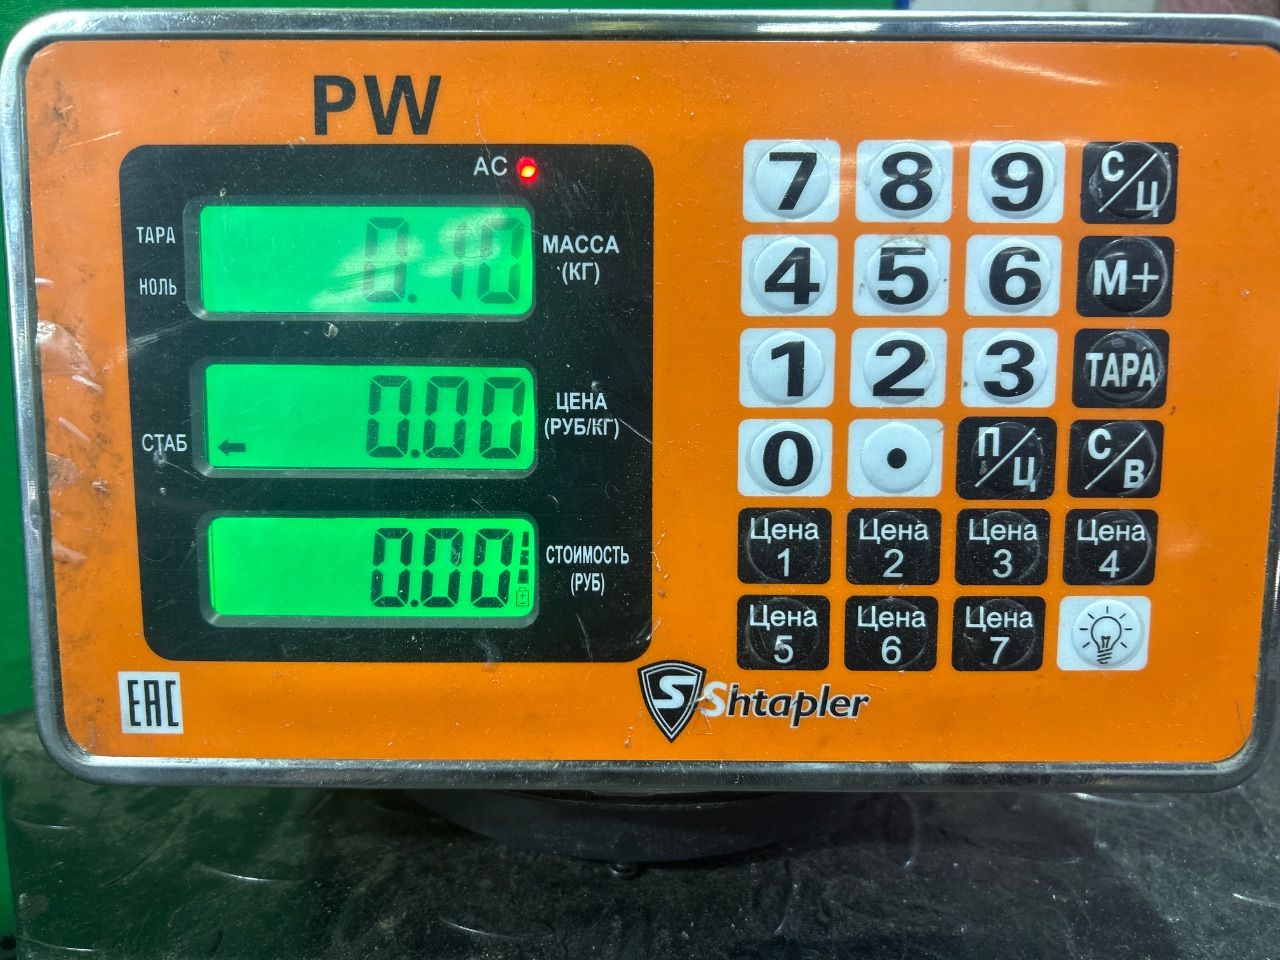 PW
AC
ТАРА
НОЛЬ
0.10
МАССА
(КГ)
СТАБ
0.00
ЦЕНА
(РУБ/КГ)
0.00
СТОИМОСТЬ
(РУБ)
7 8 9 С/Ц
4 5 6 М+
1 2 3 ТАРА
0 • П/Ц С/В
Цена 1 Цена 2 Цена 3 Цена 4
Цена 5 Цена 6 Цена 7
EAC
S Shtapler